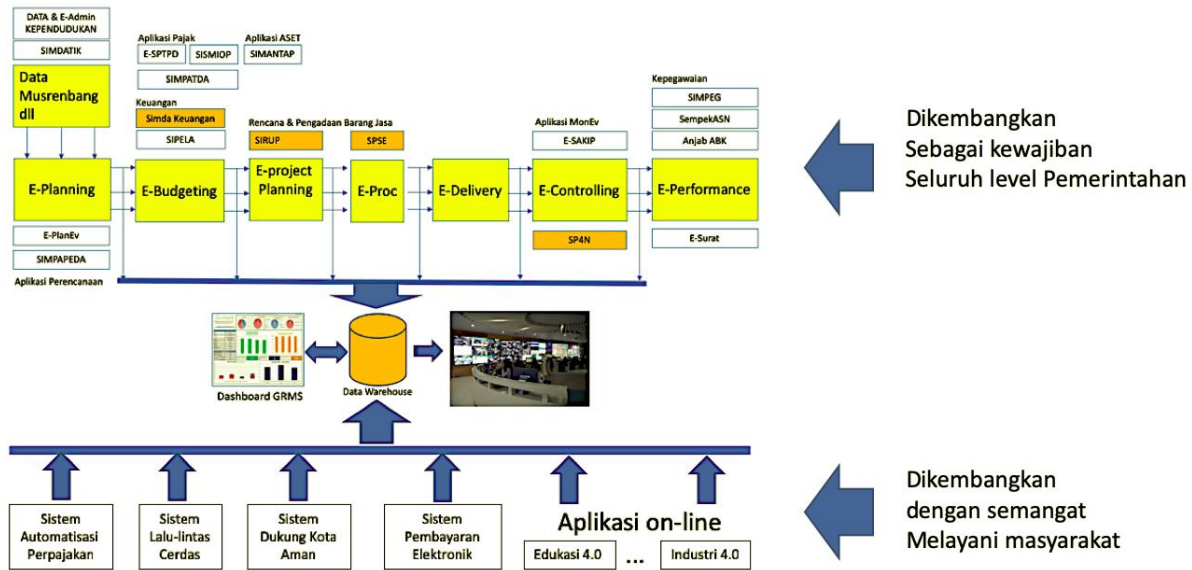 DATA & E-Admin
KEPENDUDUKAN
SIMDATIK
Data
Musrenbang
dll
Aplikasi Pajak
E-SPTPD
SISMIOP
SIMPATDA
Aplikasi ASET
SIMANTAP
Keuangan
Simda Keuangan
SIPELA
Rencana & Pengadaan Barang Jasa
SIRUP
SPSE
Aplikasi MonEv
E-SAKIP
Kepegawaian
SIMPEG
SempekASN
Anjab ABK
E-Planning
E-Budgeting
E-project
Planning
E-Proc
E-Delivery
E-Controlling
E-Performance
E-PlanEv
SIMPAPEDA
Aplikasi Perencanaan
SP4N
E-Surat
Dikembangkan
Sebagai kewajiban
Seluruh level Pemerintahan
Dashboard GRMS
Data Warehouse
Sistem
Automatisasi
Perpajakan
Sistem
Lalu-lintas
Cerdas
Sistem
Dukung Kota
Aman
Sistem
Pembayaran
Elektronik
Aplikasi on-line
Edukasi 4.0
...
Industri 4.0
Dikembangkan
dengan semangat
Melayani masyarakat